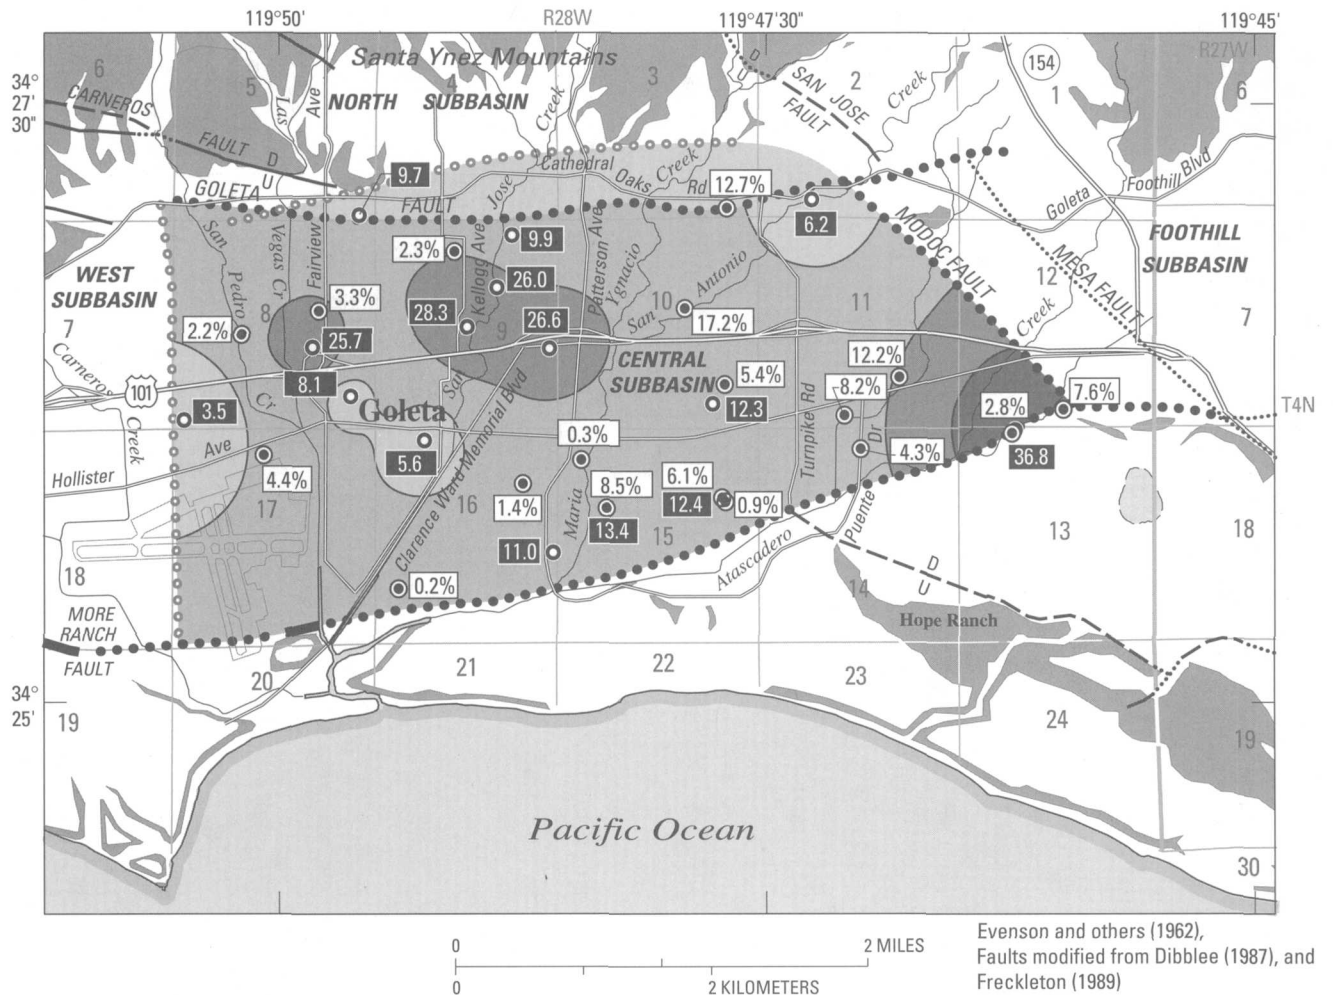 119°50'
R28W
119°47'30"
119°45'
34°
27'
30"
34°
25'
R27W
T4N
Santa Ynez Mountains
6
5
4
3
2
1
6
154
CARNEROS
FAULT
D
U
Las
Vegas Cr
Ave
Fairview
NORTH SUBBASIN
Creek
Jose
San
D
U
SAN JOSE
FAULT
Creek
GOLETA
FAULT
Cathedral
Oaks
Rd
Creek
Ygnacio
Maria
Foothill Blvd
Goleta
9.7
12.7%
6.2
9.9
2.3%
26.0
28.3
26.6
3.3%
25.7
2.2%
8.1
3.5
5.6
4.4%
17.2%
12.2%
8.2%
5.4%
12.3
7.6%
2.8%
36.8
4.3%
0.3%
8.5%
13.4
1.4%
11.0
6.1%
12.4
0.9%
0.2%
WEST
SUBBASIN
FOOTHILL
SUBBASIN
CENTRAL
SUBBASIN
MODOC FAULT
MESA FAULT
Creek
San
Pedro
Cr
Kellogg Ave
Patterson Ave
San
Antonio
7
8
9
10
11
12
7
Carneros
Creek
101
Goleta
Hollister
Ave
Clarence Ward Memorial Blvd
Turnpike Rd
Puente
Dr
Atascadero
18
17
16
15
14
13
18
D
U
Hope Ranch
MORE
RANCH
FAULT
19
20
21
22
23
24
19
30
Pacific Ocean
0
2 MILES
0
2 KILOMETERS
Evenson and others (1962),
Faults modified from Dibblee (1987), and
Freckleton (1989)